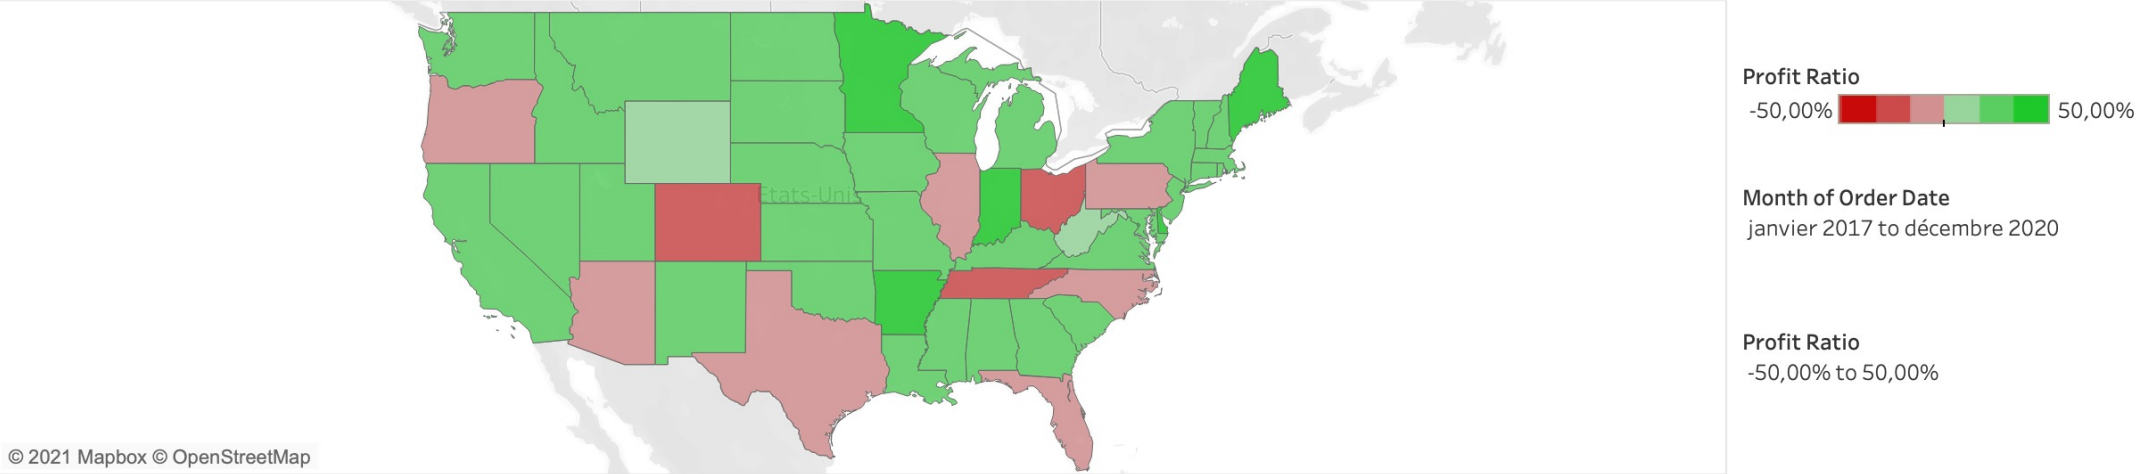 Etats-Unis
Profit Ratio
-50,00% 50,00%
Month of Order Date
janvier 2017 to décembre 2020
Profit Ratio
-50,00% to 50,00%
© 2021 Mapbox © OpenStreetMap